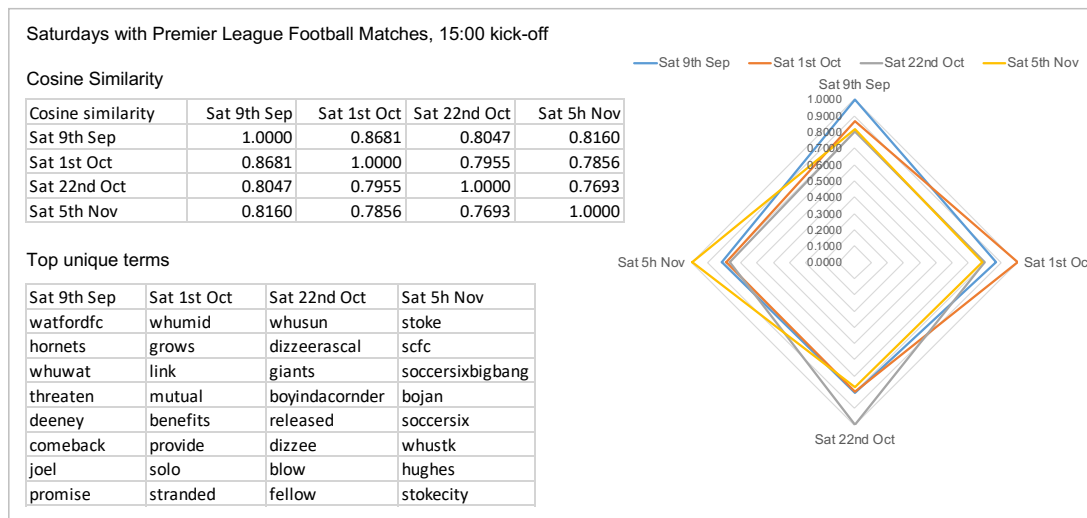 Saturdays with Premier League Football Matches, 15:00 kick-off
Cosine Similarity
Cosine similarity Sat 9th Sep Sat 1st Oct Sat 22nd Oct Sat 5h Nov
Sat 9th Sep 1.0000 0.8681 0.8047 0.8160
Sat 1st Oct 0.8681 1.0000 0.7955 0.7856
Sat 22nd Oct 0.8047 0.7955 1.0000 0.7693
Sat 5th Nov 0.8160 0.7856 0.7693 1.0000
Top unique terms
Sat 9th Sep Sat 1st Oct Sat 22nd Oct Sat 5h Nov
watfordfc whumid whusun stoke
hornets grows dizzeerascal scfc
whuwat link giants soccersixbigbang
threaten mutual boyindacornder bojan
deeney benefits released soccersix
comeback provide dizzee whustk
joel solo blow hughes
promise stranded fellow stokecity
Sat 9th Sep Sat 1st Oct Sat 22nd Oct Sat 5th Nov
Sat 9th Sep
1.0000
0.9000
0.8000
0.7000
0.6000
0.5000
0.4000
0.3000
0.2000
0.1000
0.0000
Sat 5h Nov
Sat 1st Oct
Sat 22nd Oct